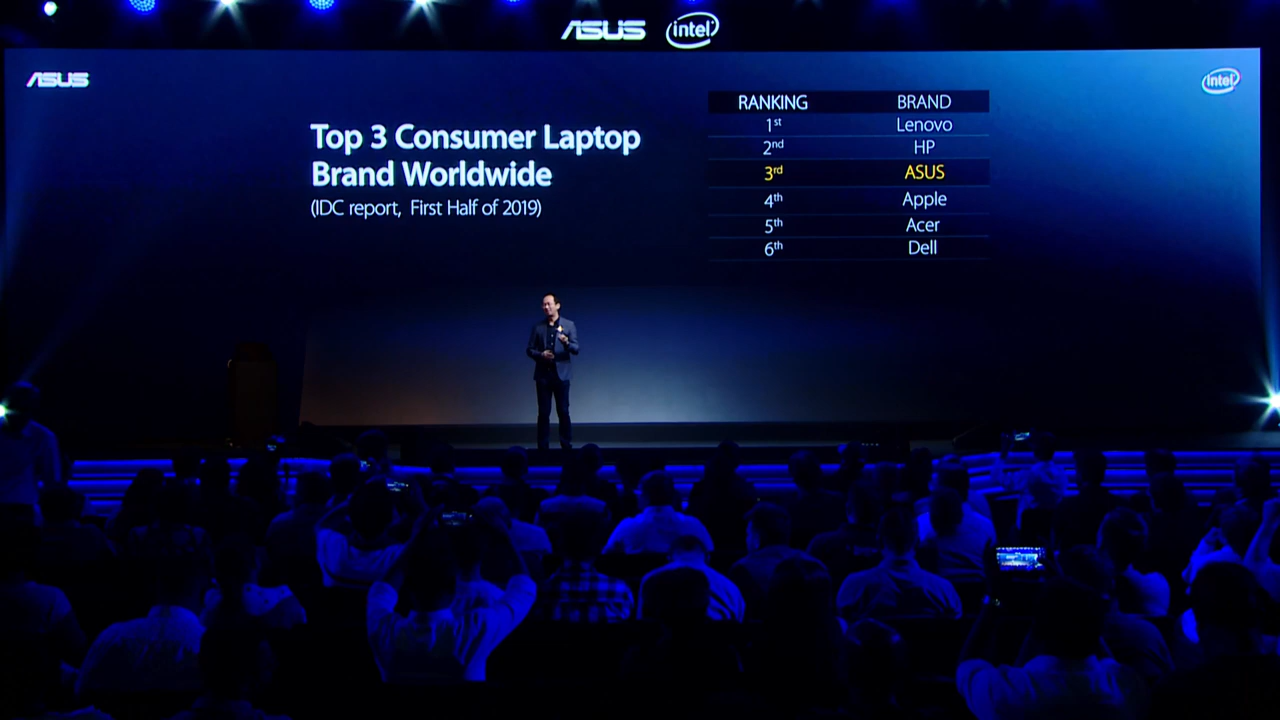 ASUS intel
ASUS
intel
Top 3 Consumer Laptop
Brand Worldwide
(IDC report, First Half of 2019)
RANKING BRAND
1st Lenovo
2nd HP
3rd ASUS
4th Apple
5th Acer
6th Dell